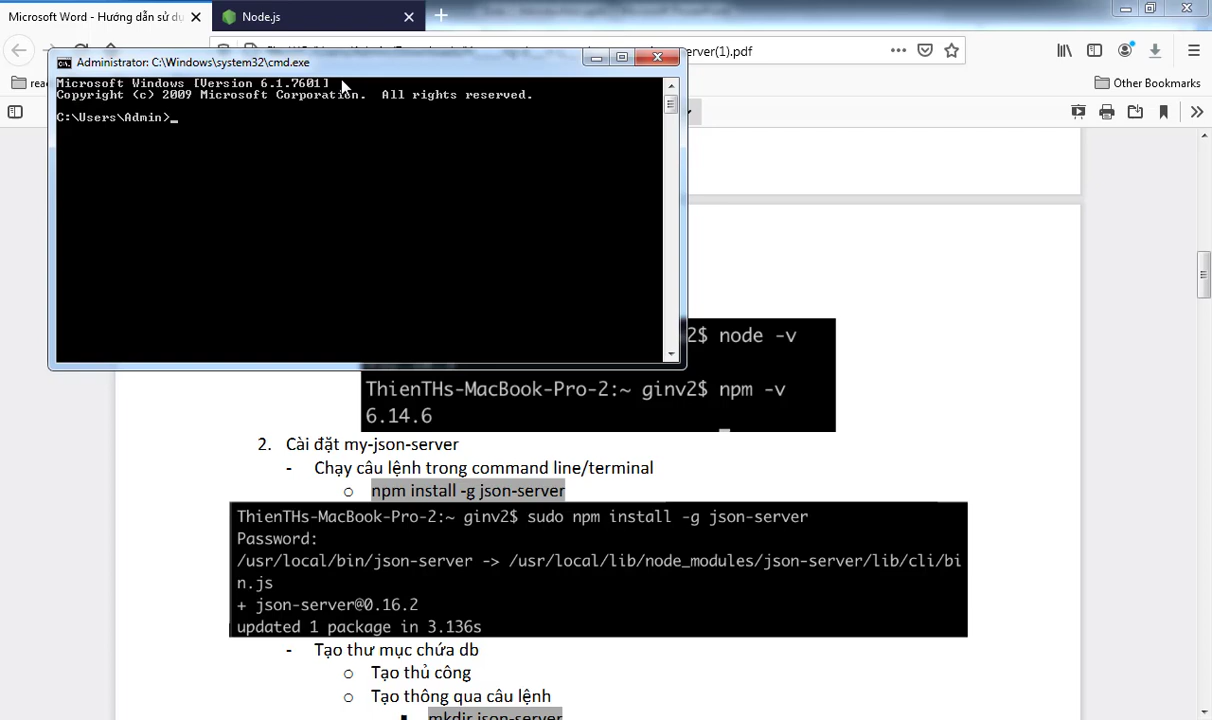 Microsoft Word - Hướng dẫn sử dụ
Node.js
server(1).pdf
Administrator: C:\Windows\system32\cmd.exe
Other Bookmarks
Microsoft Windows [Version 6.1.7601]
Copyright (c) 2009 Microsoft Corporation. All rights reserved.
C:\Users\Admin>_
2$ node -v
ThienTHs-MacBook-Pro-2:~ ginv2$ npm -v
6.14.6
2. Cài đặt my-json-server
- Chạy câu lệnh trong command line/terminal
o npm install -g json-server
ThienTHs-MacBook-Pro-2:~ ginv2$ sudo npm install -g json-server
Password:
/usr/local/bin/json-server -> /usr/local/lib/node_modules/json-server/lib/cli/bi
n.js
+ json-server@0.16.2
updated 1 package in 3.136s
- Tạo thư mục chứa db
o Tạo thủ công
o Tạo thông qua câu lệnh
▪ mkdir json-server